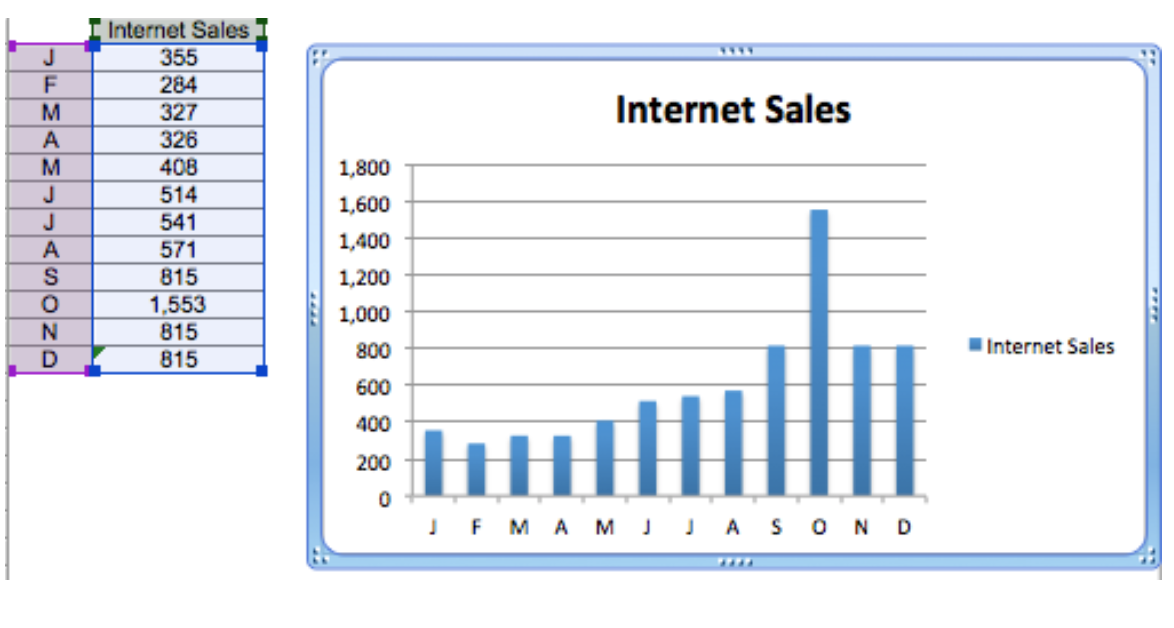 Internet Sales
J 355
F 284
M 327
A 326
M 408
J 514
J 541
A 571
S 815
O 1,553
N 815
D 815
Internet Sales
1,800
1,600
1,400
1,200
1,000
800
600
400
200
0
J F M A M J J A S O N D
Internet Sales